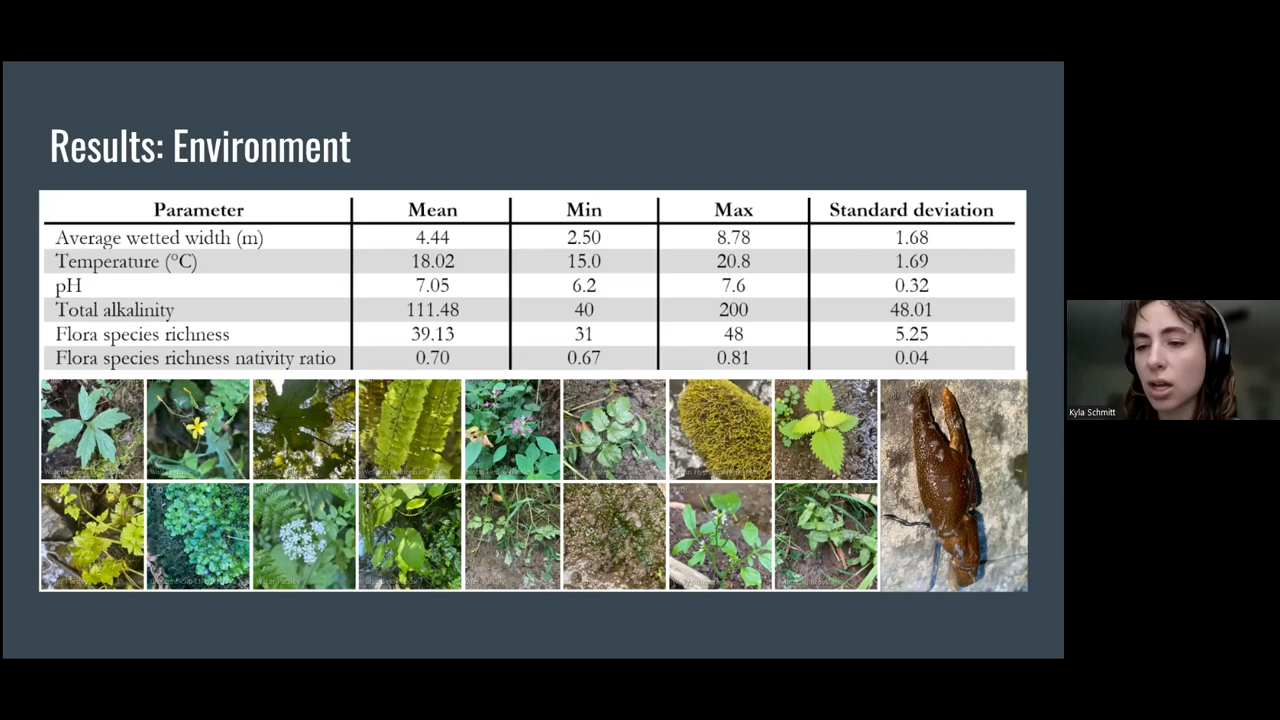 Results: Environment
Parameter Mean Min Max Standard deviation
Average wetted width (m) 4.44 2.50 8.78 1.68
Temperature (°C) 18.02 15.0 20.8 1.69
pH 7.05 6.2 7.6 0.32
Total alkalinity 111.48 40 200 48.01
Flora species richness 39.13 31 48 5.25
Flora species richness nativity ratio 0.70 0.67 0.81 0.04
Kyla Schmitt